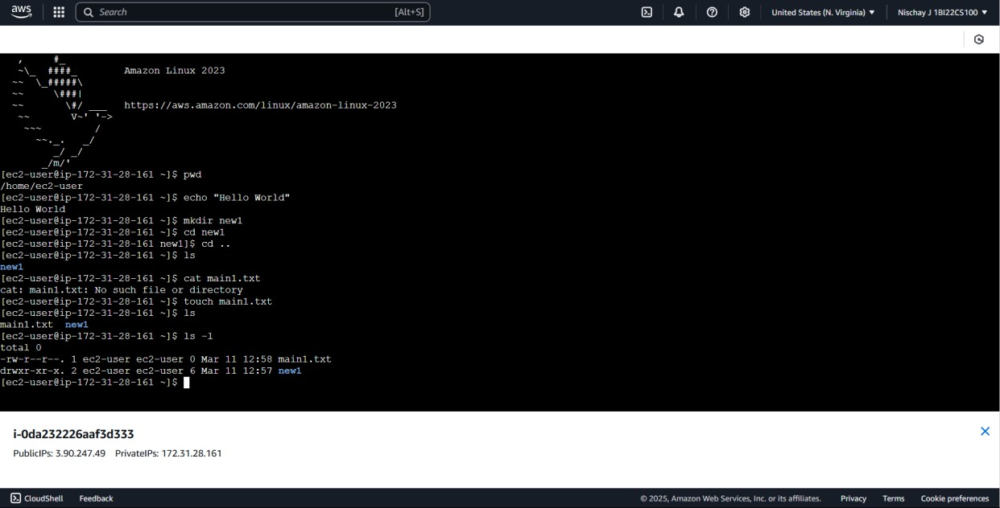 aws Search [Alt+S] United States (N. Virginia) Nischay J 1BI22CS100
   ,     #_
   ~\_  ####_        Amazon Linux 2023
  ~~  \_#####\
  ~~     \###|
  ~~       \#/ ___   https://aws.amazon.com/linux/amazon-linux-2023
   ~~       V~' '->
    ~~~         /
      ~~._.   _/
         _/ _/
       _/m/'
[ec2-user@ip-172-31-28-161 ~]$ pwd
/home/ec2-user
[ec2-user@ip-172-31-28-161 ~]$ echo "Hello World"
Hello World
[ec2-user@ip-172-31-28-161 ~]$ mkdir new1
[ec2-user@ip-172-31-28-161 ~]$ cd new1
[ec2-user@ip-172-31-28-161 new1]$ cd ..
[ec2-user@ip-172-31-28-161 ~]$ ls
new1
[ec2-user@ip-172-31-28-161 ~]$ cat main1.txt
cat: main1.txt: No such file or directory
[ec2-user@ip-172-31-28-161 ~]$ touch main1.txt
[ec2-user@ip-172-31-28-161 ~]$ ls
main1.txt  new1
[ec2-user@ip-172-31-28-161 ~]$ ls -l
total 0
-rw-r--r--. 1 ec2-user ec2-user 0 Mar 11 12:58 main1.txt
drwxr-xr-x. 2 ec2-user ec2-user 6 Mar 11 12:57 new1
[ec2-user@ip-172-31-28-161 ~]$
i-0da232226aaf3d333
PublicIPs: 3.90.247.49 PrivateIPs: 172.31.28.161
CloudShell Feedback © 2025, Amazon Web Services, Inc. or its affiliates. Privacy Terms Cookie preferences